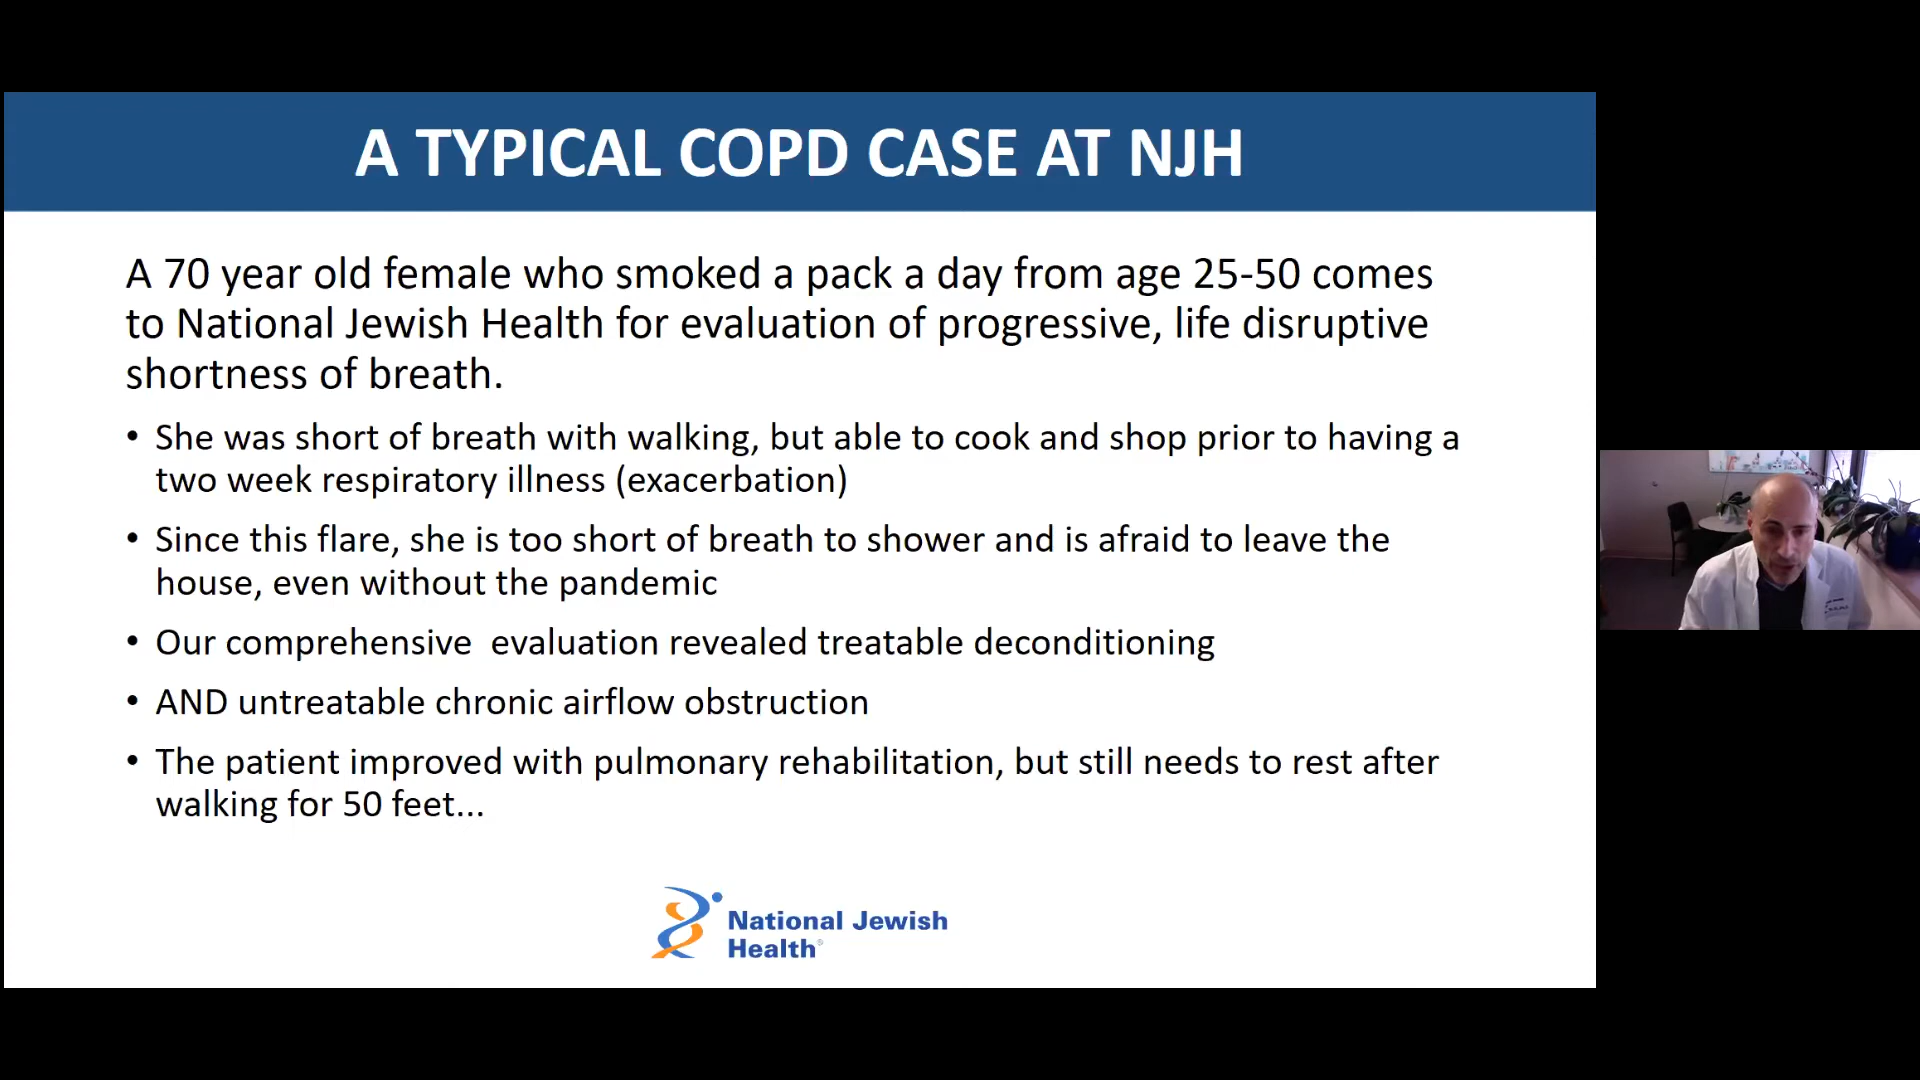 A TYPICAL COPD CASE AT NJH
A 70 year old female who smoked a pack a day from age 25-50 comes
to National Jewish Health for evaluation of progressive, life disruptive
shortness of breath.
• She was short of breath with walking, but able to cook and shop prior to having a
two week respiratory illness (exacerbation)
• Since this flare, she is too short of breath to shower and is afraid to leave the
house, even without the pandemic
• Our comprehensive  evaluation revealed treatable deconditioning
• AND untreatable chronic airflow obstruction
• The patient improved with pulmonary rehabilitation, but still needs to rest after
walking for 50 feet...
National Jewish
Health®